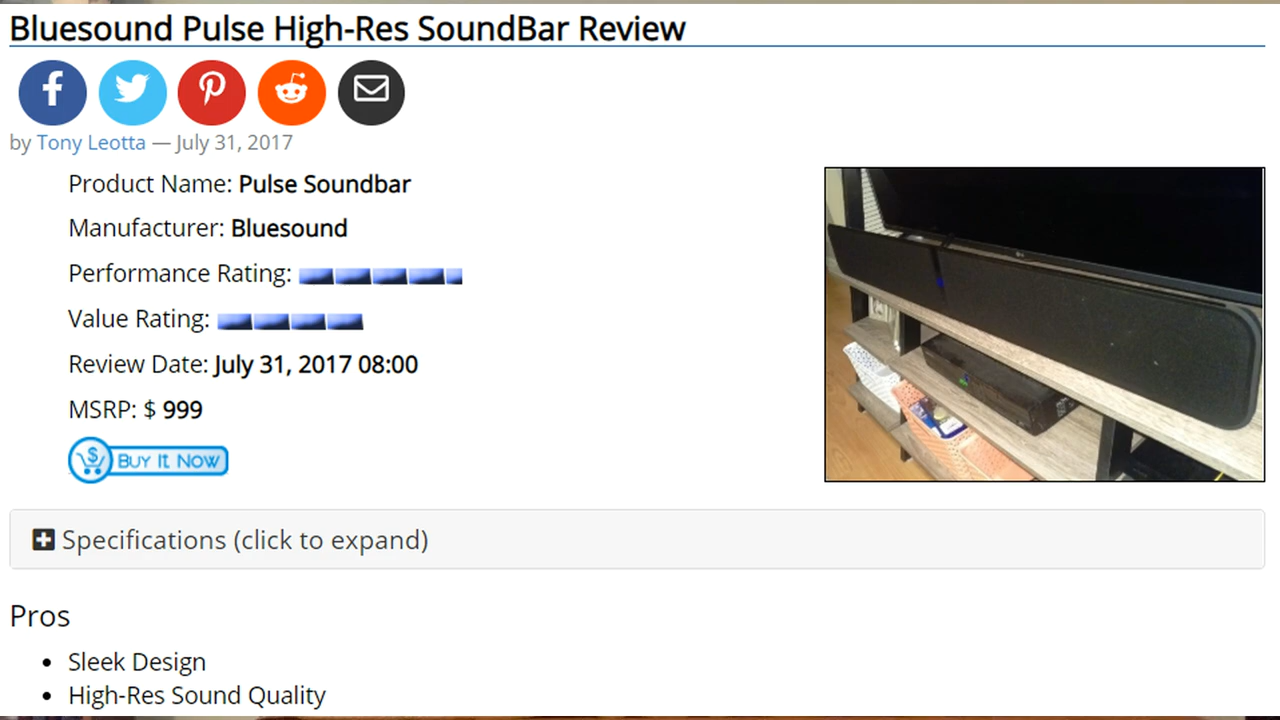 Bluesound Pulse High-Res SoundBar Review
by Tony Leotta — July 31, 2017
Product Name: Pulse Soundbar
Manufacturer: Bluesound
Performance Rating:
Value Rating:
Review Date: July 31, 2017 08:00
MSRP: $ 999
BUY IT NOW
Specifications (click to expand)
Pros
Sleek Design
High-Res Sound Quality